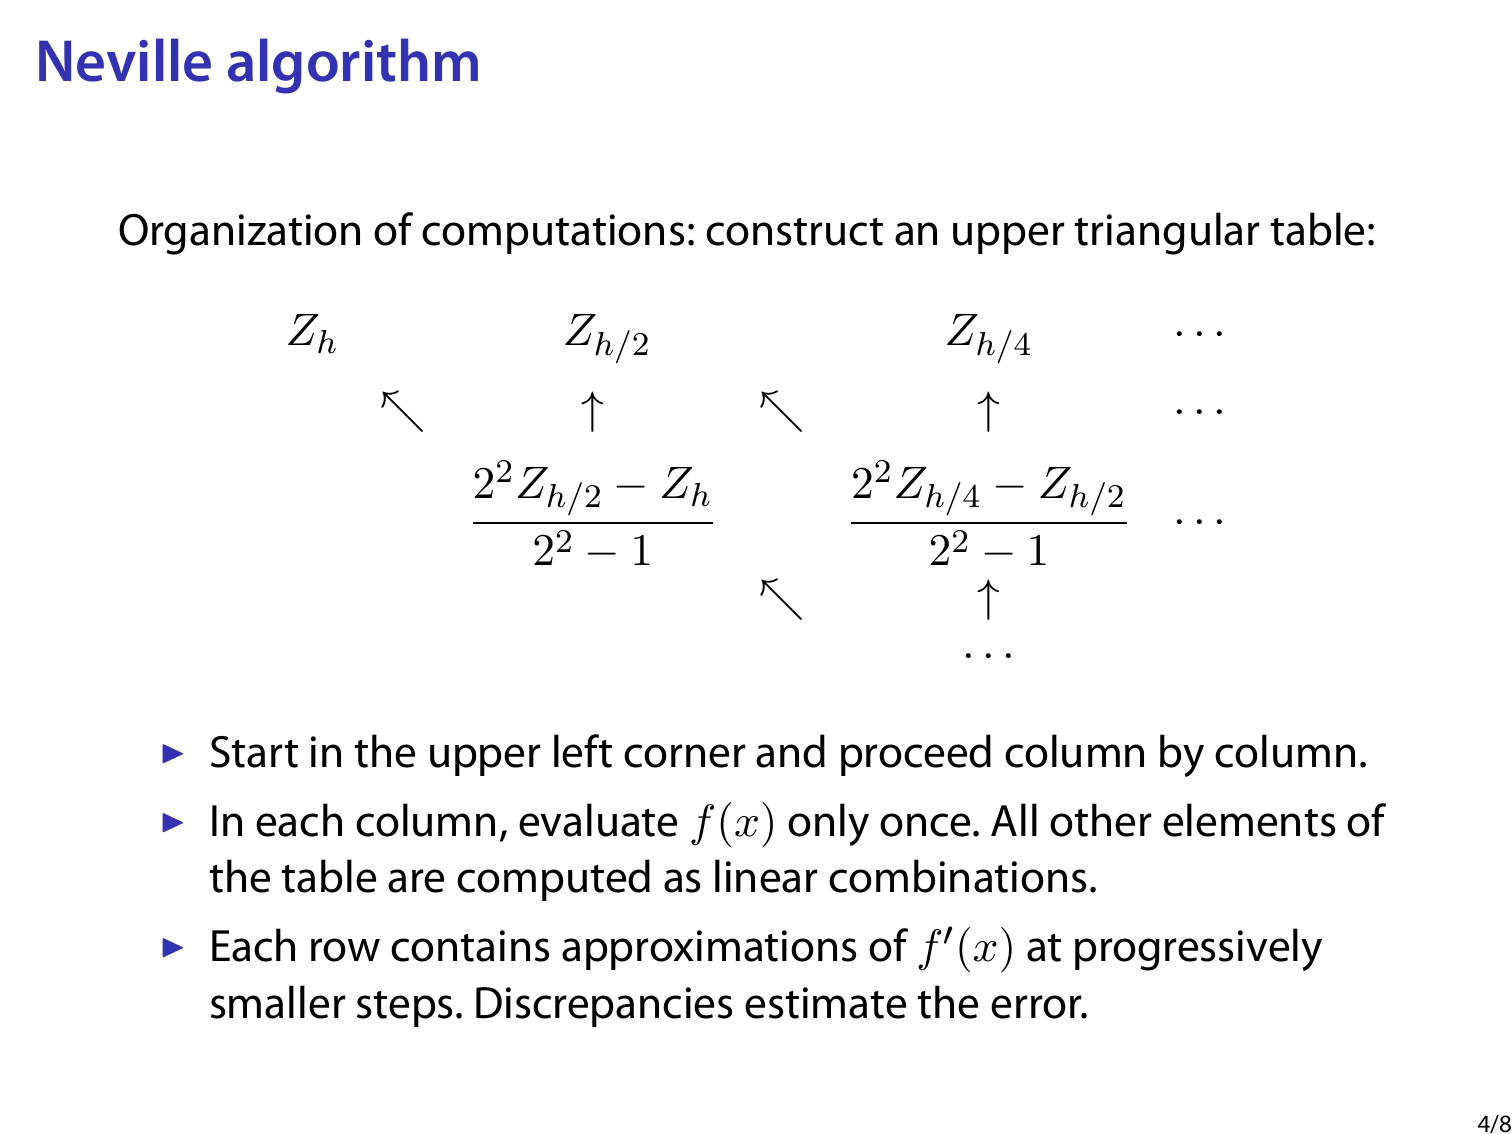 Neville algorithm
Organization of computations: construct an upper triangular table:
Z_h Z_{h/2} Z_{h/4} ⋯
↖ ↑ ↖ ↑ ⋯
\frac{2^2 Z_{h/2} − Z_h}{2^2 − 1} \frac{2^2 Z_{h/4} − Z_{h/2}}{2^2 − 1} ⋯
↖ ↑
⋯
▶ Start in the upper left corner and proceed column by column.
▶ In each column, evaluate f(x) only once. All other elements of
the table are computed as linear combinations.
▶ Each row contains approximations of f′(x) at progressively
smaller steps. Discrepancies estimate the error.
4/8